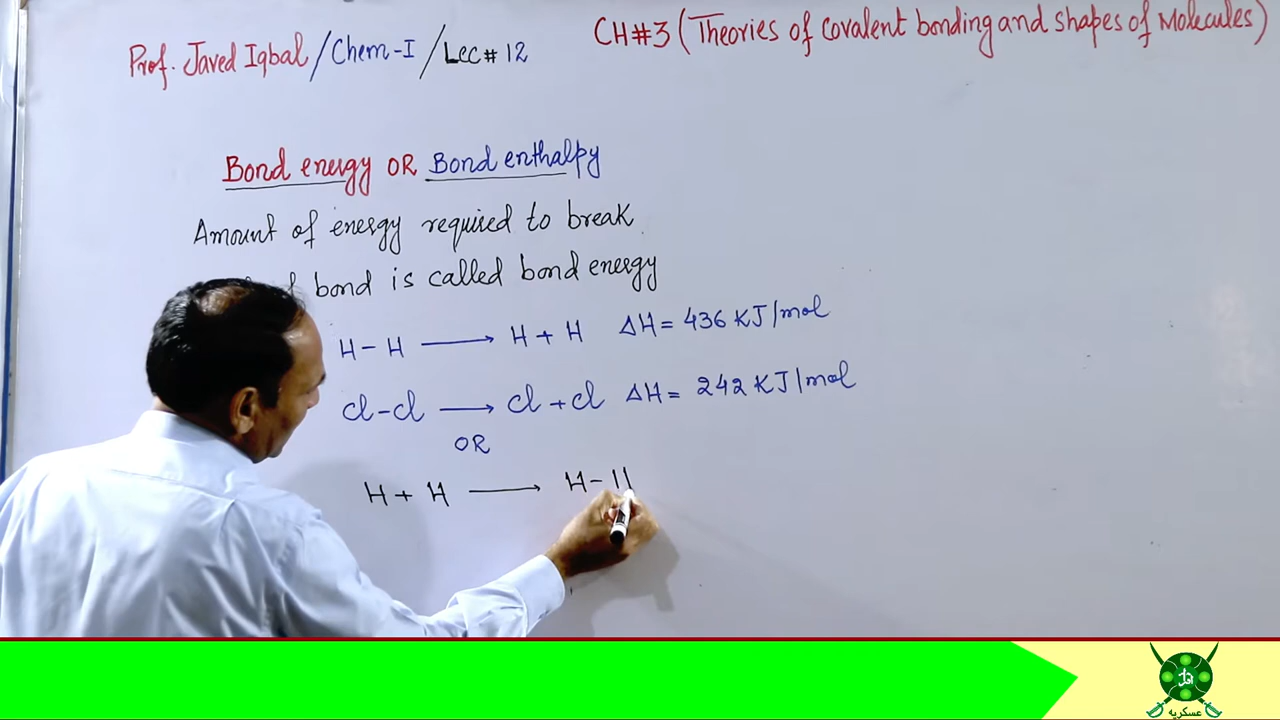 Prof. Javed Iqbal / Chem-I / Lec # 12
CH#3 (Theories of covalent bonding and shapes of Molecules)
Bond energy OR Bond enthalpy
Amount of energy required to break
bond is called bond energy
H - H ⟶ H + H ΔH = 436 KJ/mol
Cl - Cl ⟶ Cl + Cl ΔH = 242 KJ/mol
OR
H + H ⟶ H -
عسکریه